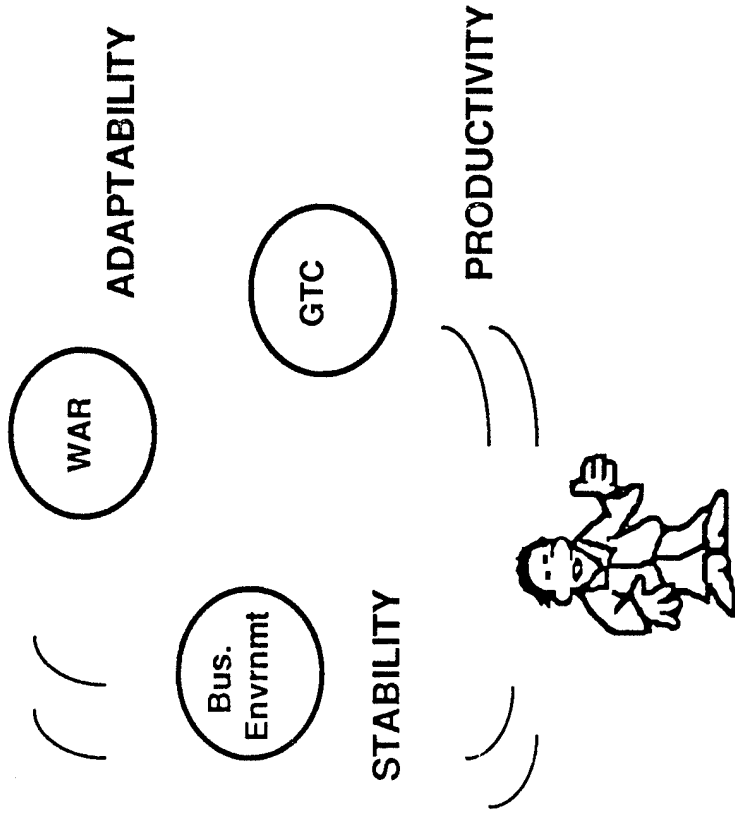 WAR
ADAPTABILITY
Bus.
Envrnmt
GTC
STABILITY
PRODUCTIVITY